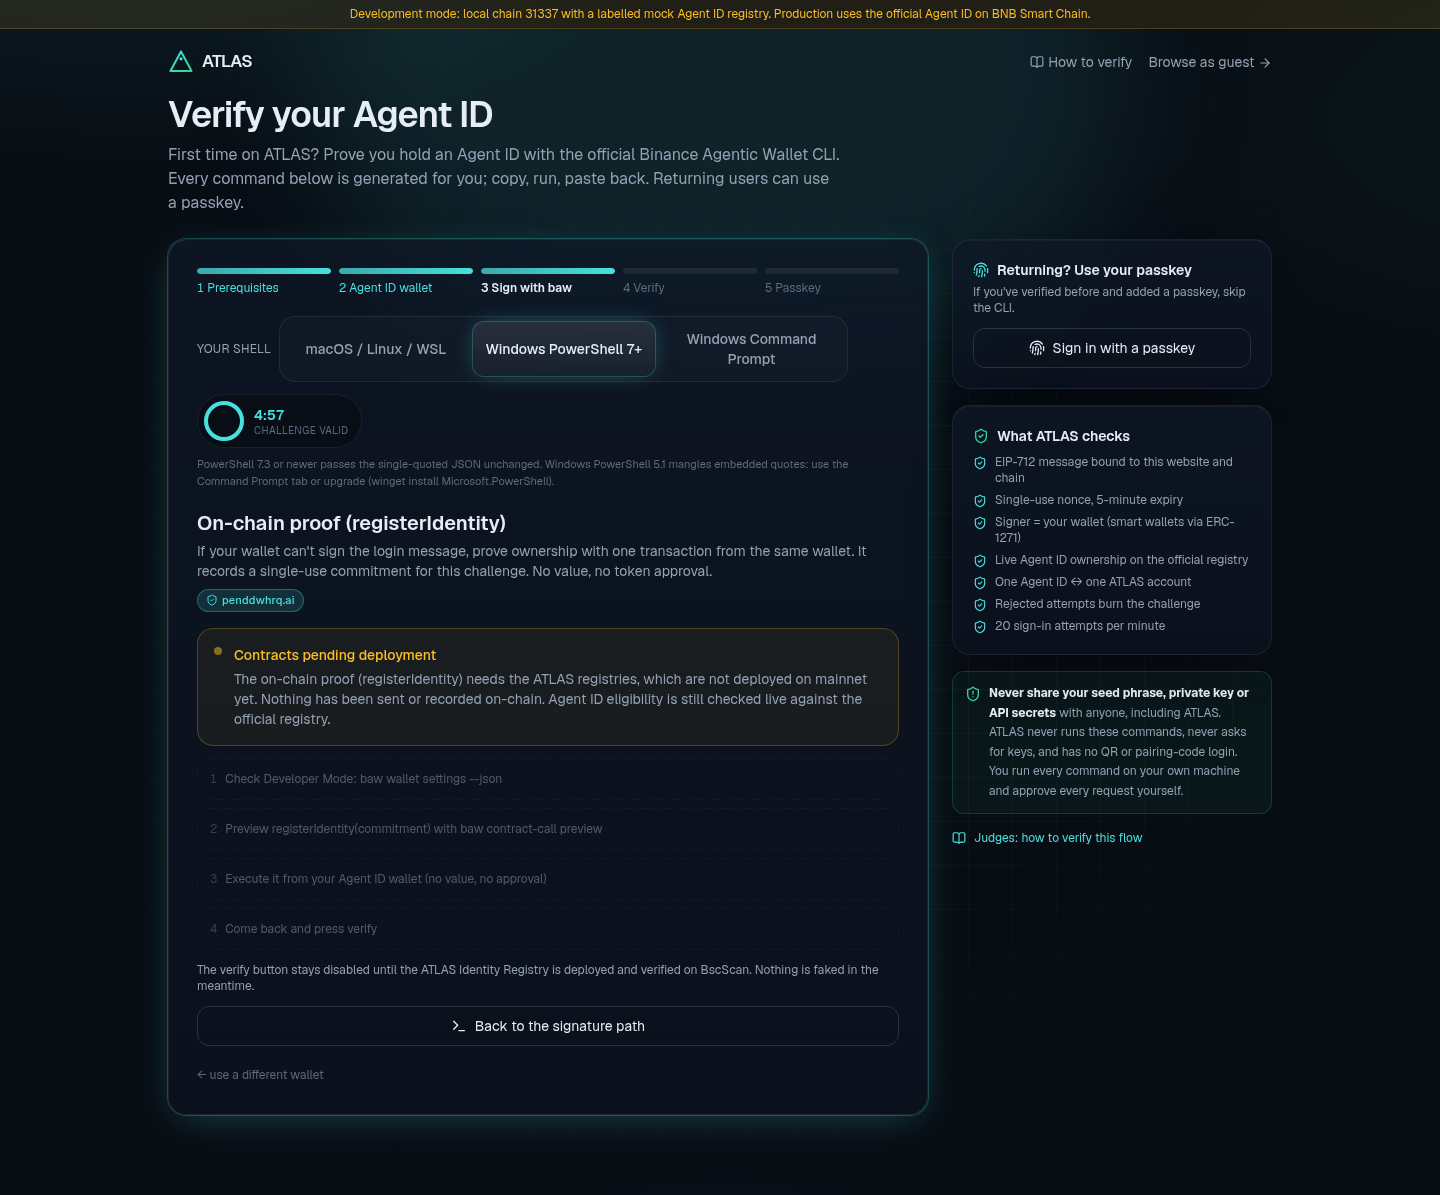 Development mode: local chain 31337 with a labelled mock Agent ID registry. Production uses the official Agent ID on BNB Smart Chain.
ATLAS
How to verify
Browse as guest →
Verify your Agent ID
First time on ATLAS? Prove you hold an Agent ID with the official Binance Agentic Wallet CLI.
Every command below is generated for you; copy, run, paste back. Returning users can use
a passkey.
1 Prerequisites
2 Agent ID wallet
3 Sign with baw
4 Verify
5 Passkey
YOUR SHELL
macOS / Linux / WSL
Windows PowerShell 7+
Windows Command
Prompt
4:57
CHALLENGE VALID
PowerShell 7.3 or newer passes the single-quoted JSON unchanged. Windows PowerShell 5.1 mangles embedded quotes: use the
Command Prompt tab or upgrade (winget install Microsoft.PowerShell).
On-chain proof (registerIdentity)
If your wallet can't sign the login message, prove ownership with one transaction from the same wallet. It
records a single-use commitment for this challenge. No value, no token approval.
penddwhrq.ai
Contracts pending deployment
The on-chain proof (registerIdentity) needs the ATLAS registries, which are not deployed on mainnet
yet. Nothing has been sent or recorded on-chain. Agent ID eligibility is still checked live against the
official registry.
1 Check Developer Mode: baw wallet settings --json
2 Preview registerIdentity(commitment) with baw contract-call preview
3 Execute it from your Agent ID wallet (no value, no approval)
4 Come back and press verify
The verify button stays disabled until the ATLAS Identity Registry is deployed and verified on BscScan. Nothing is faked in the
meantime.
Back to the signature path
← use a different wallet
Returning? Use your passkey
If you've verified before and added a passkey, skip
the CLI.
Sign in with a passkey
What ATLAS checks
EIP-712 message bound to this website and
chain
Single-use nonce, 5-minute expiry
Signer = your wallet (smart wallets via ERC-
1271)
Live Agent ID ownership on the official registry
One Agent ID ↔ one ATLAS account
Rejected attempts burn the challenge
20 sign-in attempts per minute
Never share your seed phrase, private key or
API secrets with anyone, including ATLAS.
ATLAS never runs these commands, never asks
for keys, and has no QR or pairing-code login.
You run every command on your own machine
and approve every request yourself.
Judges: how to verify this flow